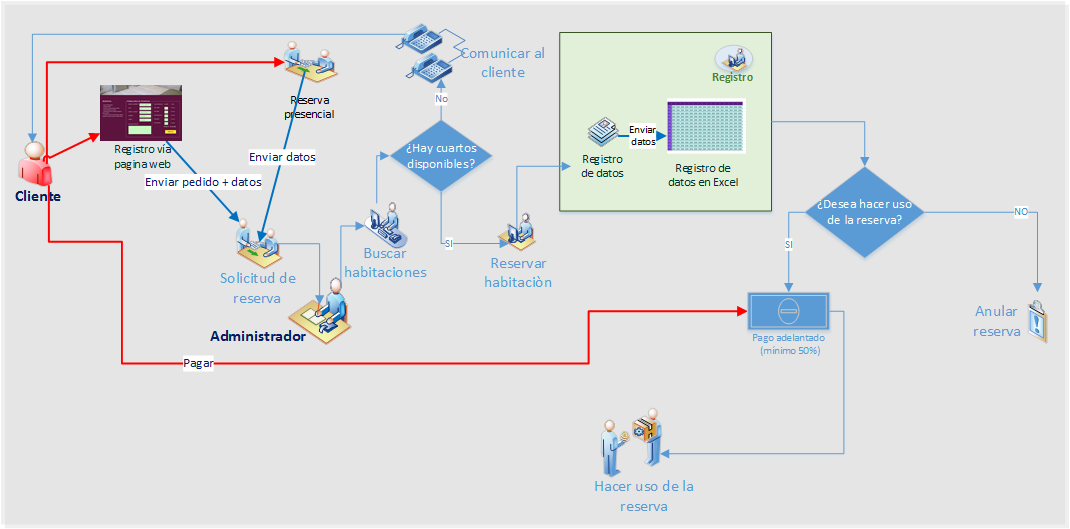 Comunicar al
cliente
Reserva
presencial
Registro vía
pagina web
Cliente
Enviar datos
Enviar pedido + datos
Solicitud de
reserva
Administrador
Buscar
habitaciones
No
¿Hay cuartos
disponibles?
SI
Reservar
habitaciòn
Registro
Registro
de datos
Enviar
datos
Registro de
datos en Excel
¿Desea hacer uso
de la reserva?
SI
NO
Anular
reserva
Pago adelantado
(minimo 50%)
Pagar
Hacer uso de la
reserva